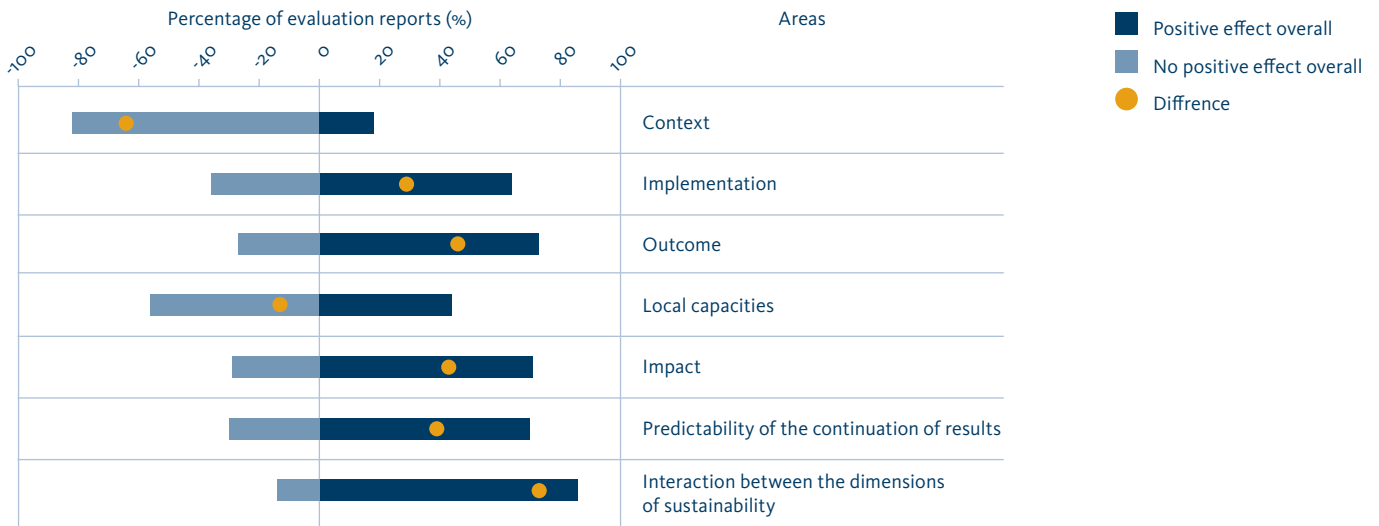 Percentage of evaluation reports (%)
Areas
-100 -80 -60 -40 -20 0 20 40 60 80 100
Positive effect overall
No positive effect overall
Diffrence
Context
Implementation
Outcome
Local capacities
Impact
Predictability of the continuation of results
Interaction between the dimensions
of sustainability